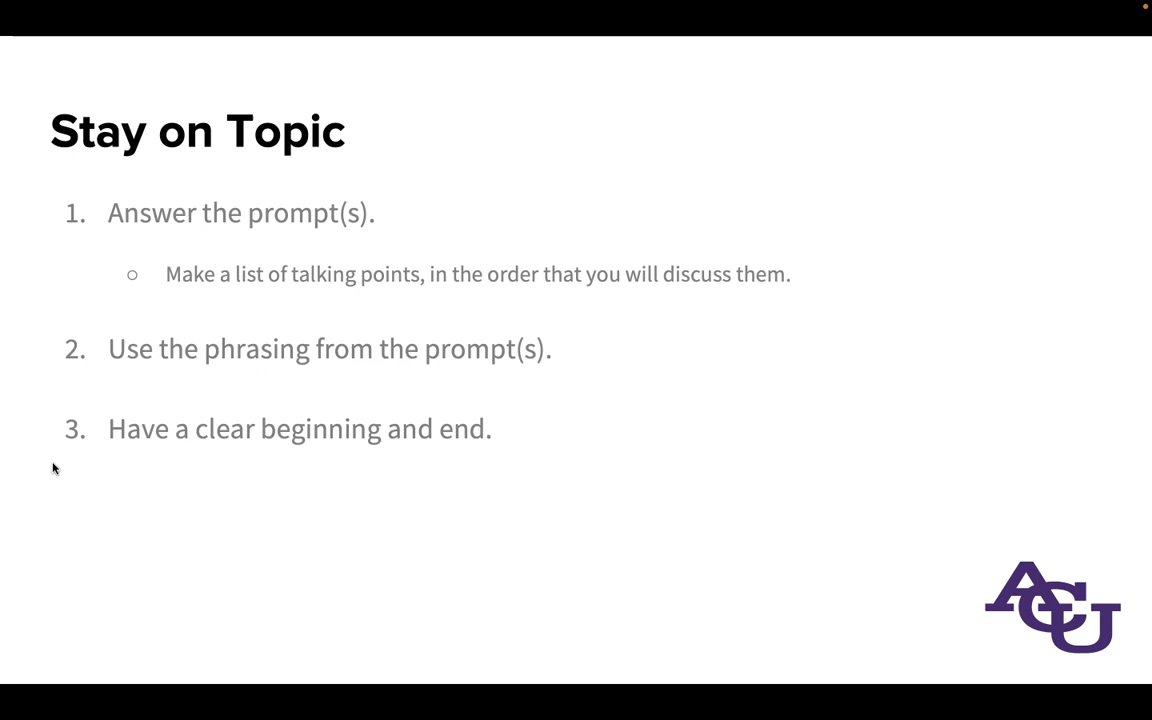 Stay on Topic
1. Answer the prompt(s).
○ Make a list of talking points, in the order that you will discuss them.
2. Use the phrasing from the prompt(s).
3. Have a clear beginning and end.
ACU